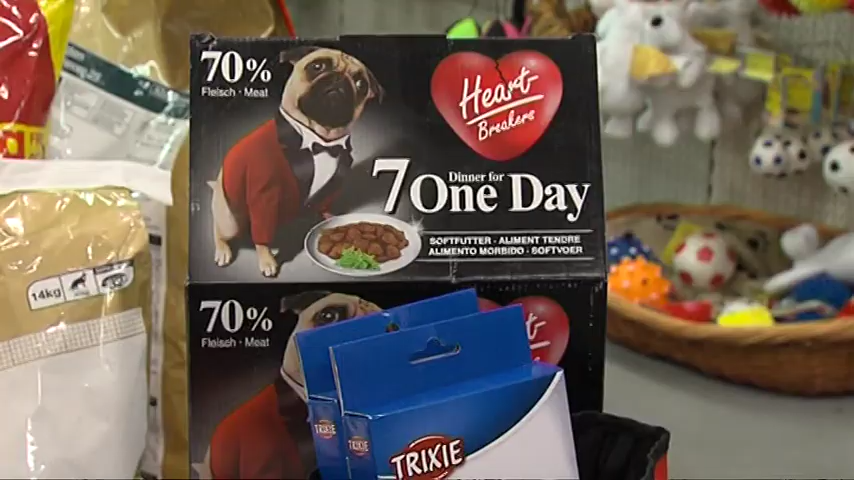 70%
Fleisch · Meat
Heart
Breakers
Dinner for
7 One Day
SOFTFUTTER - ALIMENT TENDRE
ALIMENTO MORBIDO - SOFTVOER
14kg
70%
Fleisch · Meat
TRIXIE
TRIXIE
TRIXIE